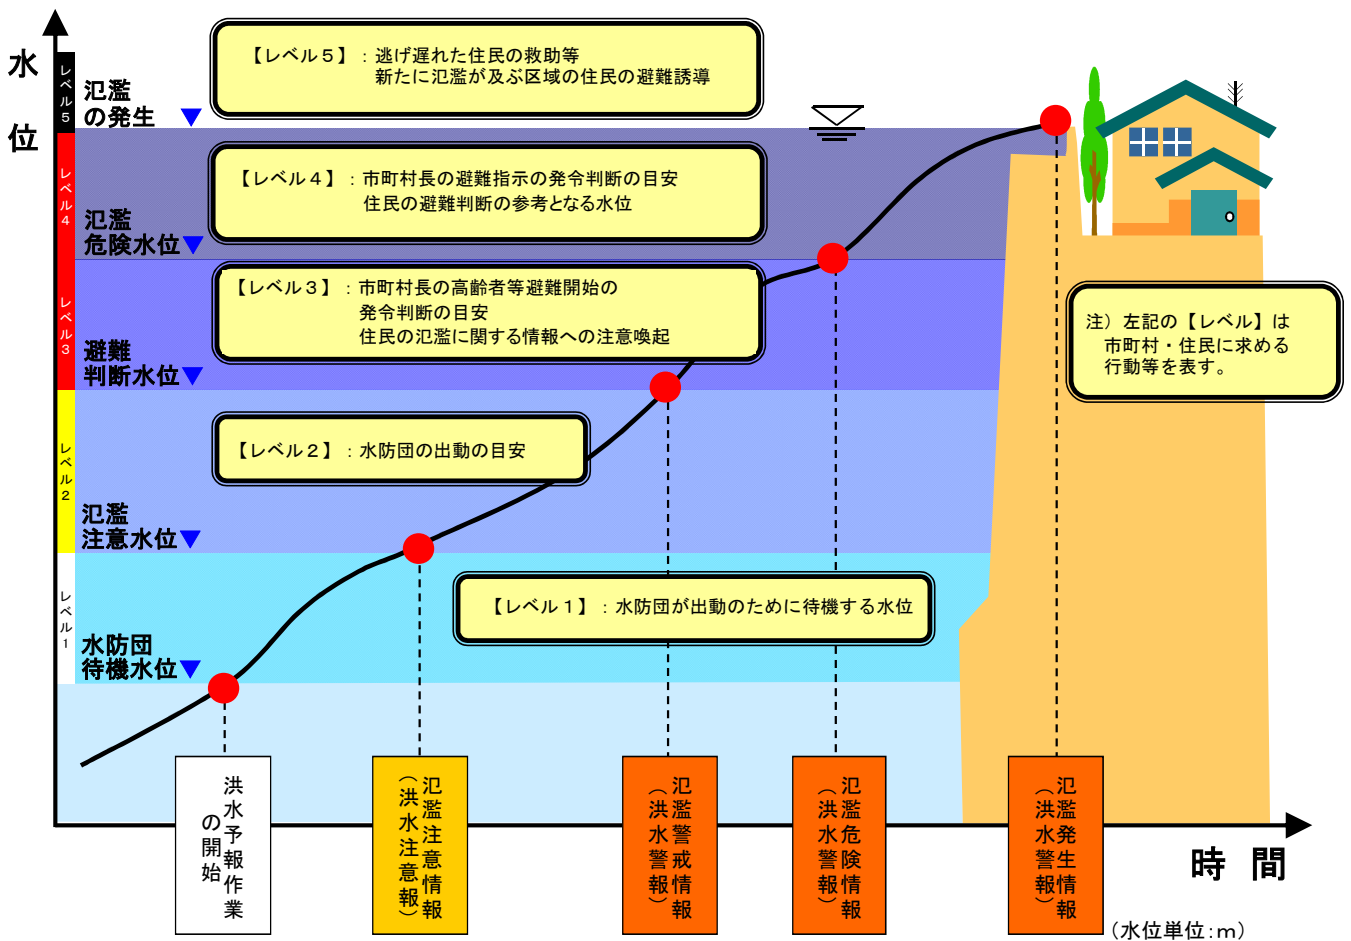 水位
レベル5
氾濫
の発生
【レベル5】：逃げ遅れた住民の救助等
新たに氾濫が及ぶ区域の住民の避難誘導
レベル4
氾濫
危険水位
【レベル4】：市町村長の避難指示の発令判断の目安
住民の避難判断の参考となる水位
レベル3
避難
判断水位
【レベル3】：市町村長の高齢者等避難開始の
発令判断の目安
住民の氾濫に関する情報への注意喚起
注）左記の【レベル】は
市町村・住民に求める
行動等を表す。
レベル2
氾濫
注意水位
【レベル2】：水防団の出動の目安
レベル1
水防団
待機水位
【レベル1】：水防団が出動のために待機する水位
洪水予報作業
の開始
氾濫注意情報
（洪水注意報）
氾濫警戒情報
（洪水警報）
氾濫危険情報
（洪水警報）
氾濫発生情報
（洪水警報）
時間
（水位単位：m）